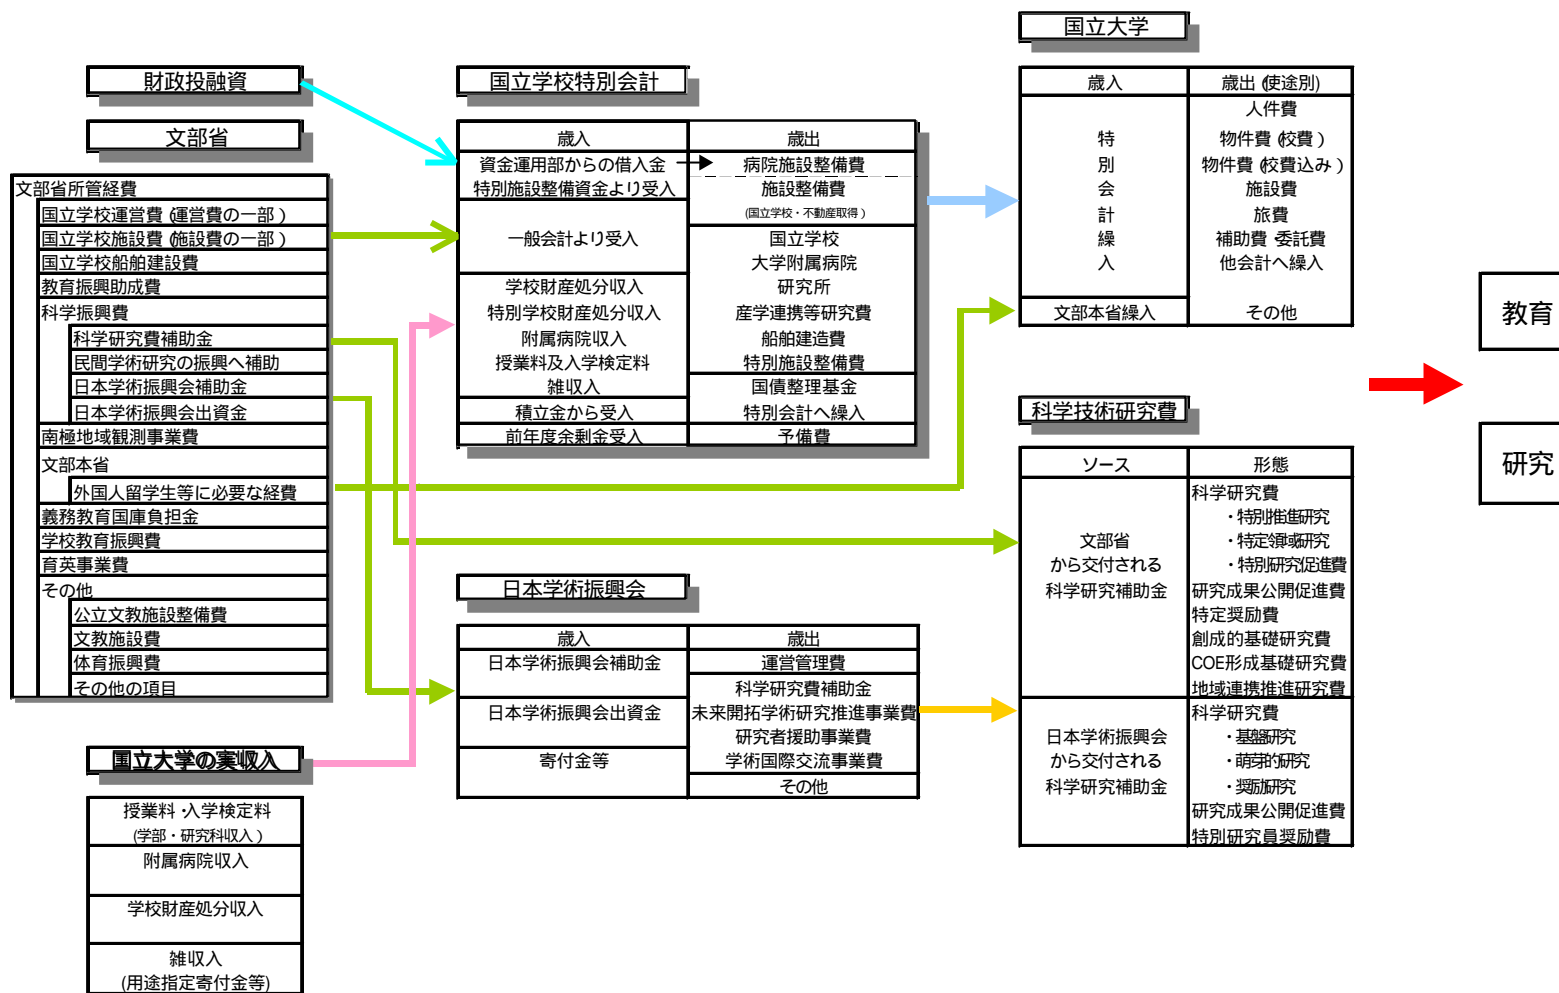 財政投融資
文部省
文部省所管経費
国立学校運営費(運営費の一部)
国立学校施設費(施設費の一部)
国立学校船舶建設費
教育振興助成費
科学振興費
科学研究費補助金
民間学術研究の振興へ補助
日本学術振興会補助金
日本学術振興会出資金
南極地域観測事業費
文部本省
外国人留学生等に必要な経費
義務教育国庫負担金
学校教育振興費
育英事業費
その他
公立文教施設整備費
文教施設費
体育振興費
その他の項目
国立大学の実収入
授業料・入学検定料
(学部・研究科収入)
附属病院収入
学校財産処分収入
雑収入
(用途指定寄付金等)
国立学校特別会計
歳入
歳出
資金運用部からの借入金
病院施設整備費
特別施設整備資金より受入
施設整備費
(国立学校・不動産取得)
一般会計より受入
国立学校
大学附属病院
学校財産処分収入
研究所
特別学校財産処分収入
産学連携等研究費
附属病院収入
船舶建造費
授業料及入学検定料
特別施設整備費
雑収入
国債整理基金
積立金から受入
特別会計へ繰入
前年度余剰金受入
予備費
日本学術振興会
歳入
歳出
日本学術振興会補助金
運営管理費
科学研究費補助金
日本学術振興会出資金
未来開拓学術研究推進事業費
研究者援助事業費
寄付金等
学術国際交流事業費
その他
国立大学
歳入
歳出(使途別)
人件費
特
物件費(校費)
別
物件費(校費込み)
会
施設費
計
旅費
繰
補助費・委託費
入
他会計へ繰入
文部本省繰入
その他
科学技術研究費
ソース
形態
科学研究費
・特別推進研究
文部省
・特定領域研究
から交付される
・特別研究促進費
科学研究補助金
研究成果公開促進費
特定奨励費
創成的基礎研究費
COE形成基礎研究費
地域連携推進研究費
科学研究費
日本学術振興会
・基盤研究
から交付される
・萌芽的研究
科学研究補助金
・奨励研究
研究成果公開促進費
特別研究員奨励費
教育
研究